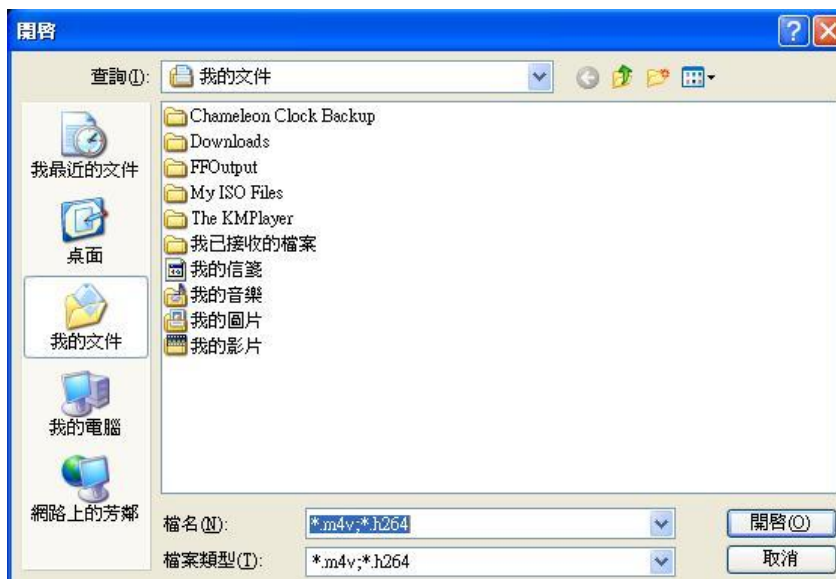 開啓
查詢(I): 我的文件
我最近的文件
桌面
我的文件
我的電腦
網路上的芳鄰
Chameleon Clock Backup
Downloads
FFOutput
My ISO Files
The KMPlayer
我已接收的檔案
我的信箋
我的音樂
我的圖片
我的影片
檔名(N): *.m4v;*.h264 開啓(O)
檔案類型(T): *.m4v;*.h264 取消